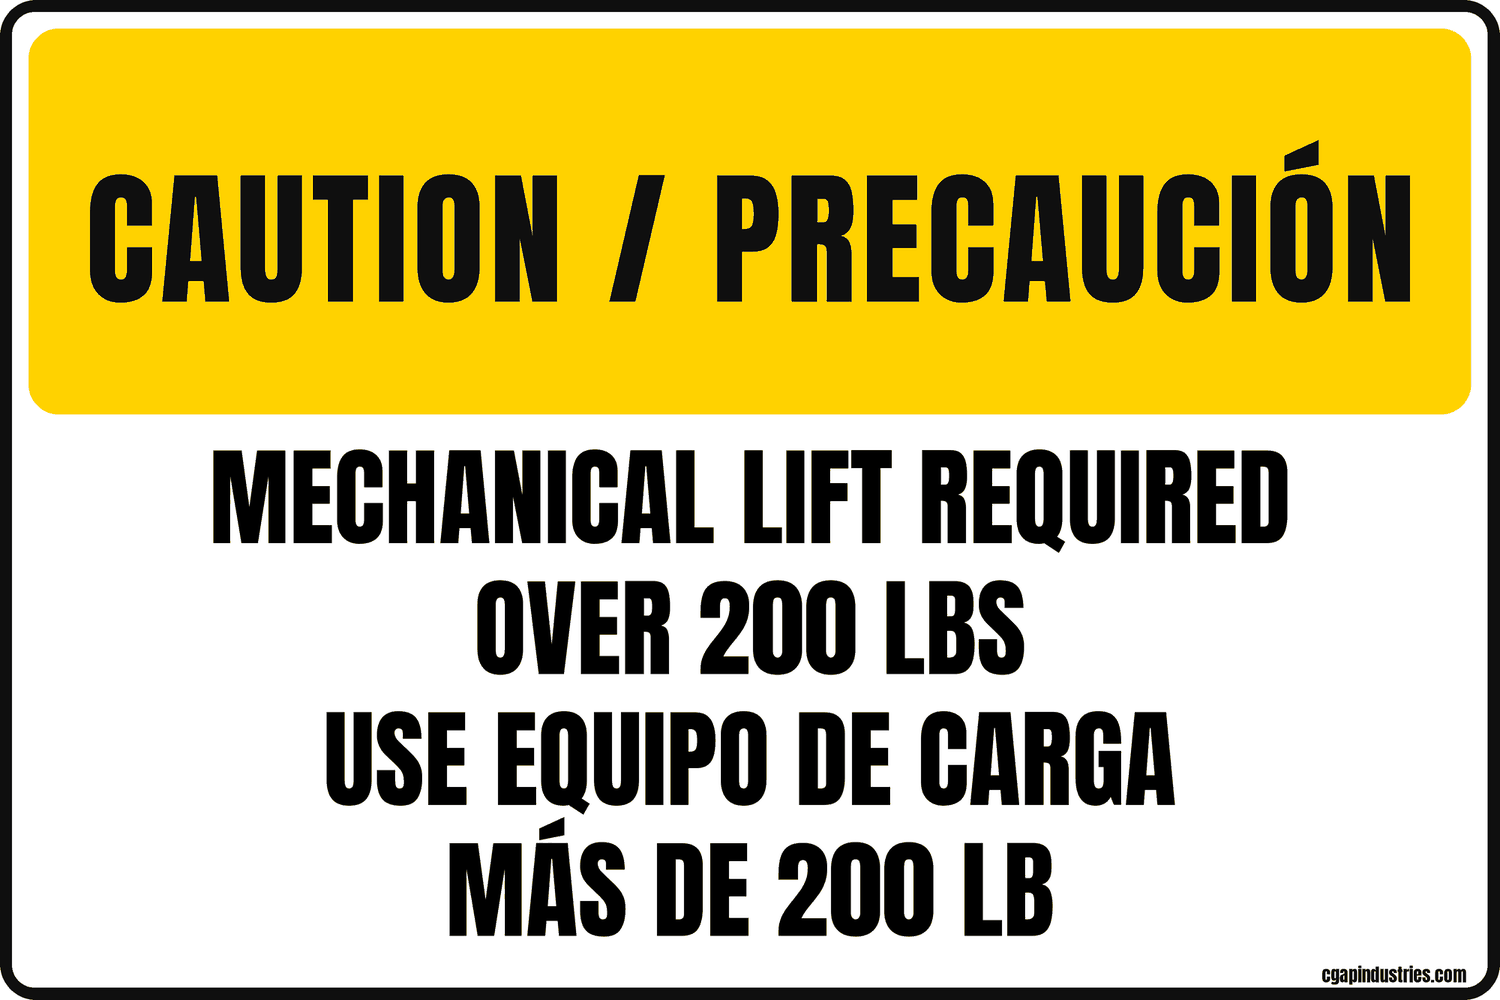 CAUTION / PRECAUCIÓN
MECHANICAL LIFT REQUIRED
OVER 200 LBS
USE EQUIPO DE CARGA
MÁS DE 200 LB
cgapindustries.com